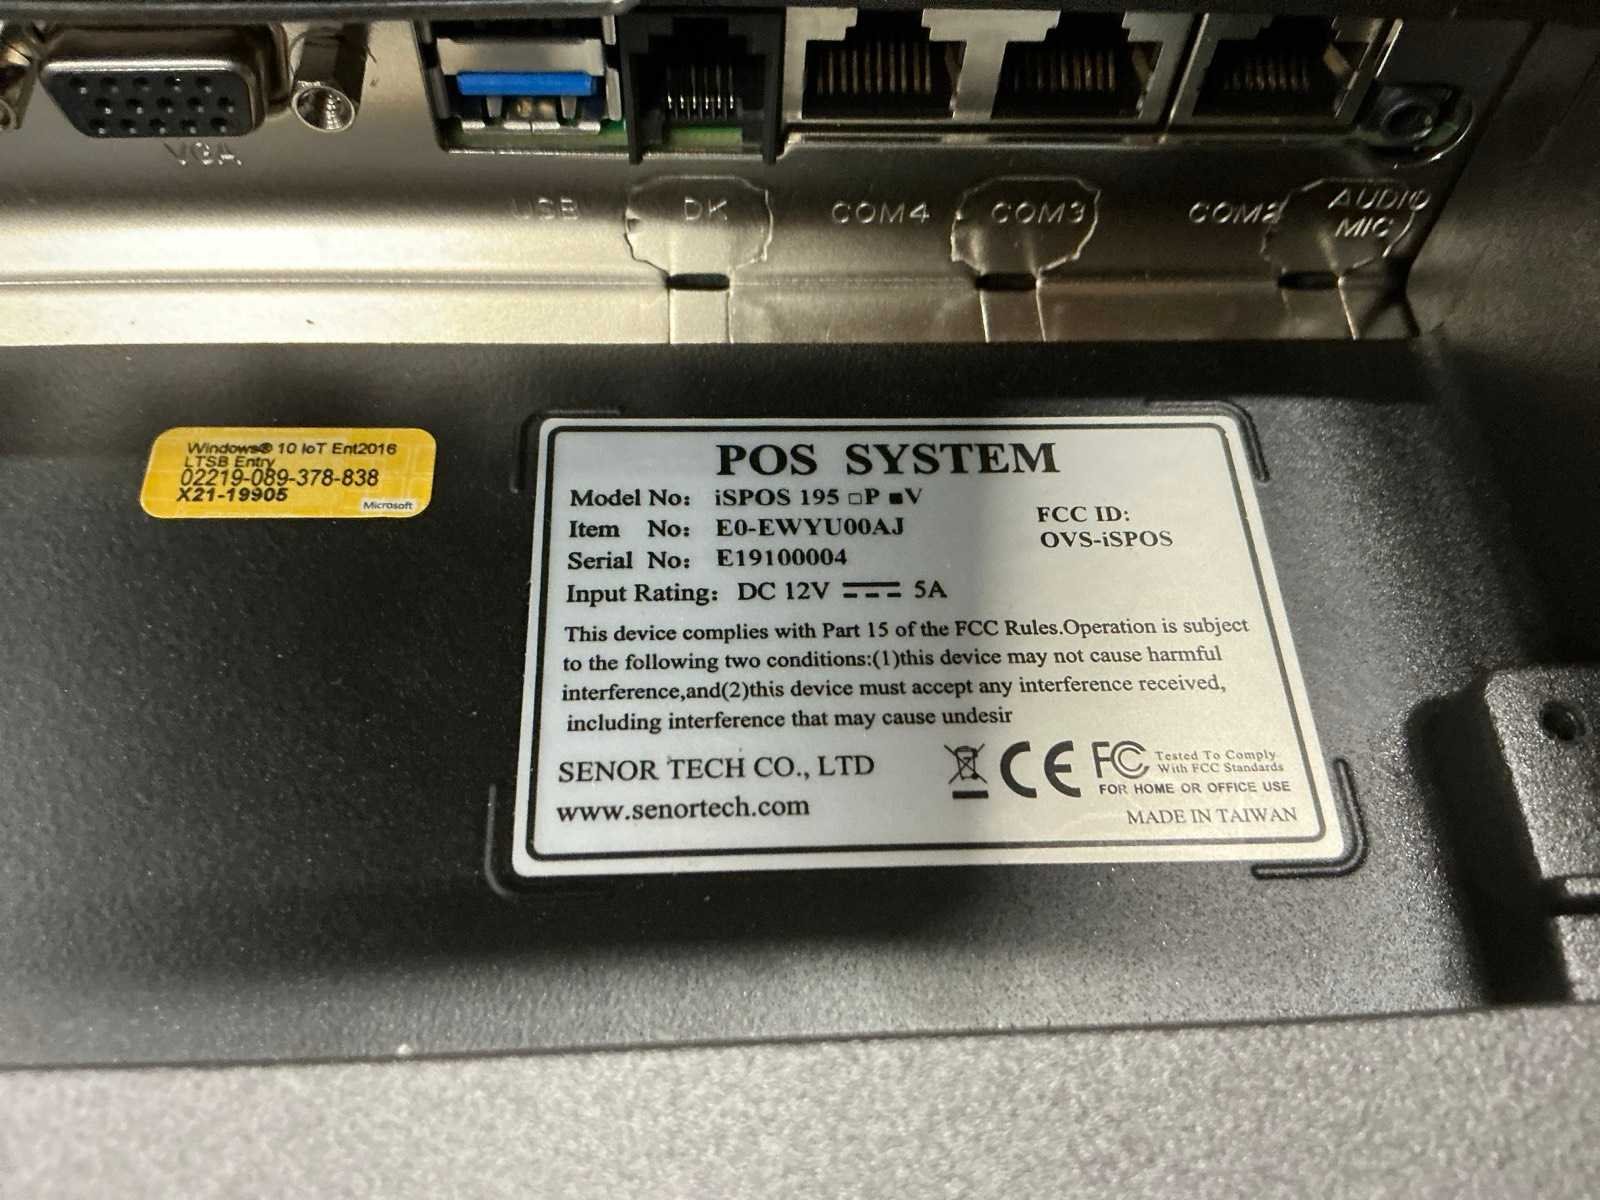 VGA
USB
DK
COM4
COM3
COM2
AUDIO
MIC
Windows® 10 IoT Ent2016
LTSB Entry
02219-089-378-838
X21-19905
Microsoft
POS SYSTEM
Model No: iSPOS 195 □P ■V
Item No: E0-EWYU00AJ
Serial No: E19100004
Input Rating: DC 12V ⎓ 5A
FCC ID:
OVS-iSPOS
This device complies with Part 15 of the FCC Rules.Operation is subject
to the following two conditions:(1)this device may not cause harmful
interference,and(2)this device must accept any interference received,
including interference that may cause undesir
SENOR TECH CO., LTD
www.senortech.com
CE FC Tested To Comply
With FCC Standards
FOR HOME OR OFFICE USE
MADE IN TAIWAN